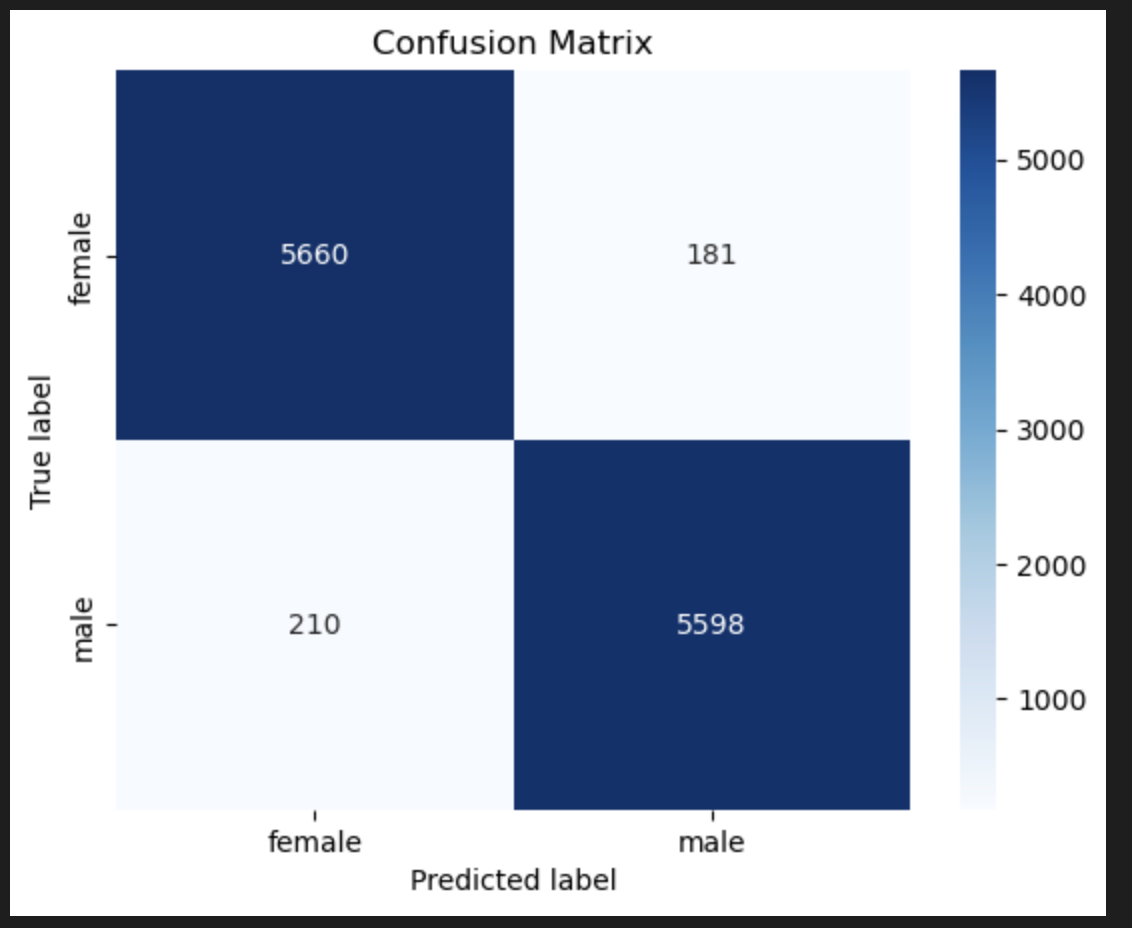 Confusion Matrix
female
5660
181
True label
male
210
5598
female
male
Predicted label
5000
4000
3000
2000
1000